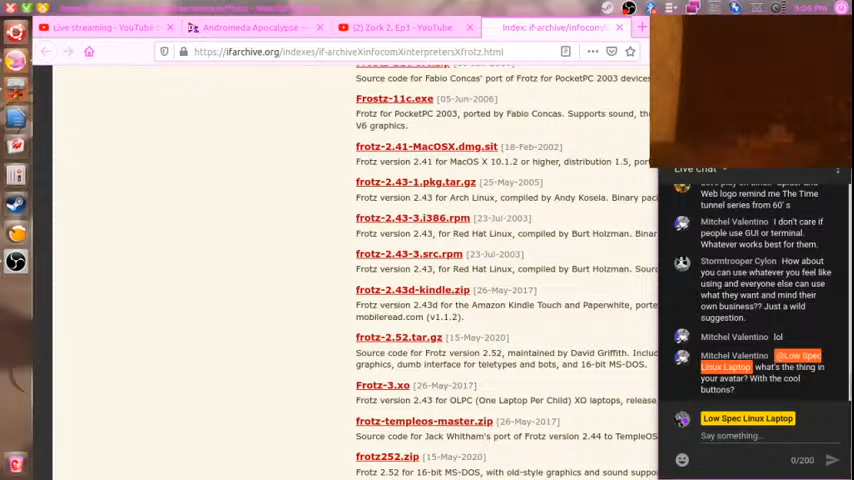 9:00 PM
Live streaming - YouTube
Andromeda Apocalypse —
(2) Zork 2, Ep3 - YouTube
Index: if-archive/infocom/
https://ifarchive.org/indexes/if-archiveXinfocomXinterpretersXfrotz.html
Source code for Fabio Concas' port of Frotz for PocketPC 2003 devices
Frostz-11c.exe [05-Jun-2006]
Frotz for PocketPC 2003, ported by Fabio Concas. Supports sound, th
V6 graphics.
frotz-2.41-MacOSX.dmg.sit [18-Feb-2002]
Frotz version 2.41 for MacOS X 10.1.2 or higher, distribution 1.5, por
frotz-2.43-1.pkg.tar.gz [25-May-2005]
Frotz version 2.43 for Arch Linux, compiled by Andy Kosela. Binary pac
frotz-2.43-3.i386.rpm [23-Jul-2003]
Frotz version 2.43, for Red Hat Linux, compiled by Burt Holzman. Binar
frotz-2.43-3.src.rpm [23-Jul-2003]
Frotz version 2.43, for Red Hat Linux, compiled by Burt Holzman. Sourc
frotz-2.43d-kindle.zip [26-May-2017]
Frotz version 2.43d for the Amazon Kindle Touch and Paperwhite, porte
mobileread.com (v1.1.2).
frotz-2.52.tar.gz [15-May-2020]
Source code for Frotz version 2.52, maintained by David Griffith. Includ
graphics, dumb interface for teletypes and bots, and 16-bit MS-DOS.
Frotz-3.xo [26-May-2017]
Frotz version 2.43 for OLPC (One Laptop Per Child) XO laptops, release
frotz-templeos-master.zip [26-May-2017]
Source code for Jack Whitham's port of Frotz version 2.44 to TempleOS
frotz252.zip [15-May-2020]
Frotz 2.52 for 16-bit MS-DOS, with old-style graphics and sound suppo
Live chat
Web logo remind me The Time
tunnel series from 60' s
Mitchel Valentino I don't care if
people use GUI or terminal.
Whatever works best for them.
Stormtrooper Cylon How about
you can use whatever you feel like
using and everyone else can use
what they want and mind their
own business?? Just a wild
suggestion.
Mitchel Valentino lol
Mitchel Valentino @Low Spec
Linux Laptop what's the thing in
your avatar? With the cool
buttons?
Low Spec Linux Laptop
Say something...
0/200